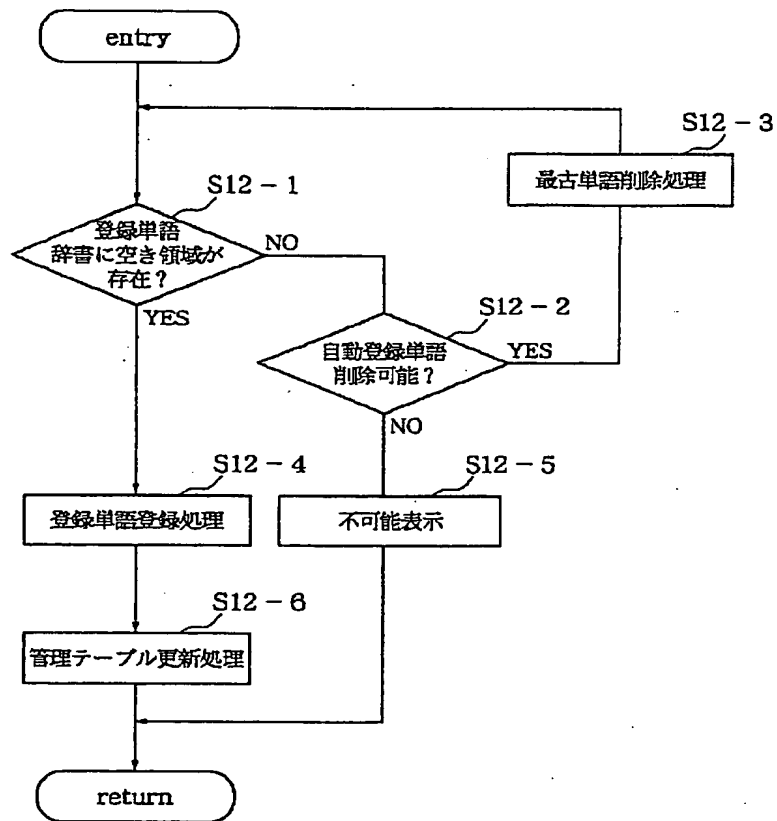 entry
S12-3
最古単語削除処理
S12-1
登録単語
辞書に空き領域が
存在？
NO
YES
S12-2
自動登録単語
削除可能？
YES
NO
S12-4
登録単語登録処理
S12-5
不可能表示
S12-6
管理テーブル更新処理
return